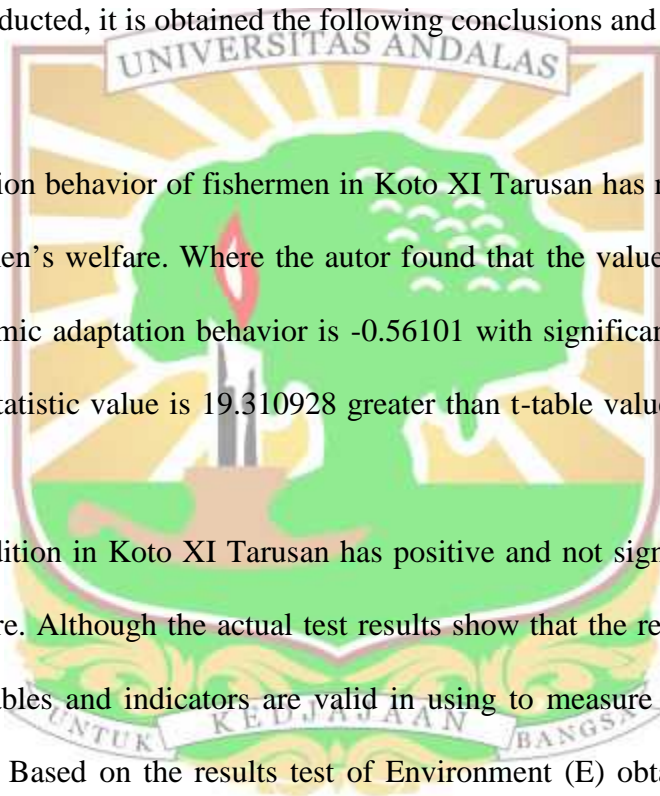 ducted, it is obtained the following conclusions and
UNIVERSITAS ANDALAS
ion behavior of fishermen in Koto XI Tarusan has
en's welfare. Where the autor found that the value
mic adaptation behavior is -0.56101 with significan
tatistic value is 19.310928 greater than t-table valu
dition in Koto XI Tarusan has positive and not sign
re. Although the actual test results show that the re
bles and indicators are valid in using to measure
UNTUK KEDJAJAAN BANGSA
Based on the results test of Environment (E) obta